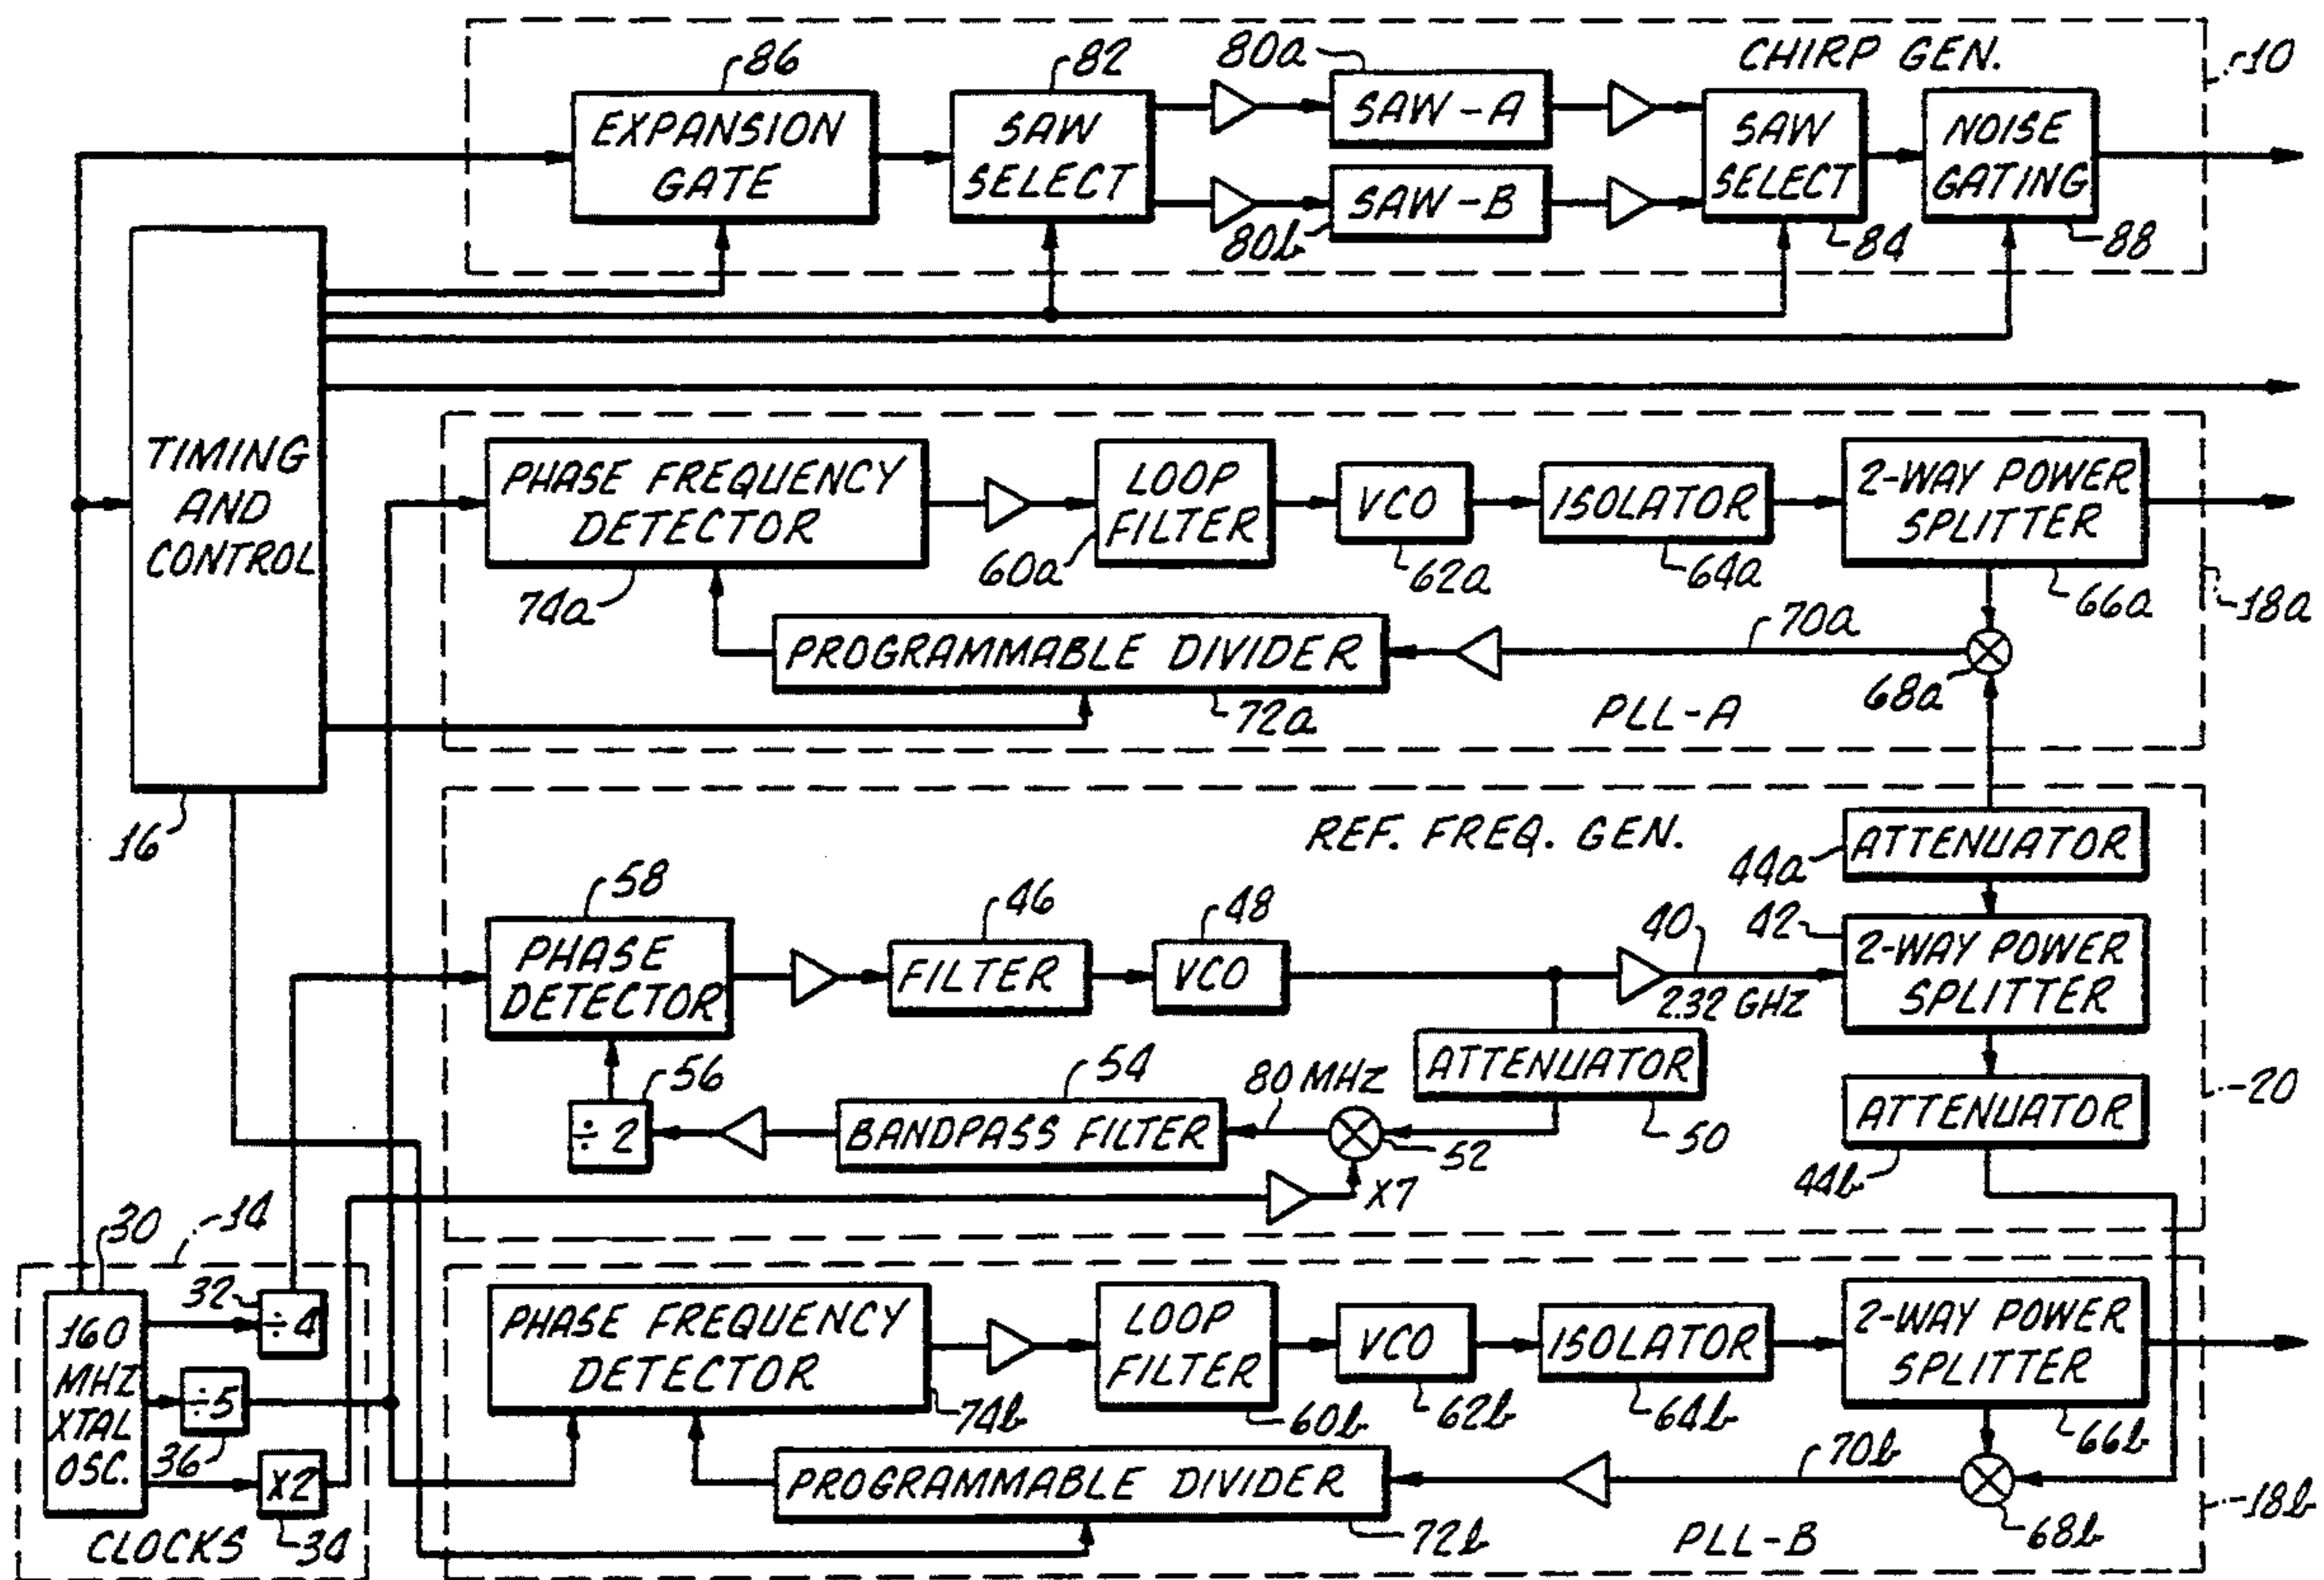 CHIRP GEN.
10
86
EXPANSION
GATE
82
SAW
SELECT
80a
SAW-A
80b
SAW-B
SAW
SELECT
84
NOISE
GATING
88
TIMING
AND
CONTROL
16
PHASE FREQUENCY
DETECTOR
74a
LOOP
FILTER
60a
VCO
62a
ISOLATOR
64a
2-WAY POWER
SPLITTER
66a
18a
PROGRAMMABLE DIVIDER
72a
70a
68a
PLL-A
REF. FREQ. GEN.
ATTENUATOR
44a
58
PHASE
DETECTOR
46
FILTER
48
VCO
40
2.32 GHZ
42
2-WAY POWER
SPLITTER
56
÷2
54
BANDPASS FILTER
80 MHZ
52
X7
ATTENUATOR
50
ATTENUATOR
44b
20
30
14
160
MHZ
XTAL
OSC.
32
÷4
÷5
36
X2
34
CLOCKS
PHASE FREQUENCY
DETECTOR
74b
LOOP
FILTER
60b
VCO
62b
ISOLATOR
64b
2-WAY POWER
SPLITTER
66b
PROGRAMMABLE DIVIDER
72b
70b
68b
PLL-B
18b